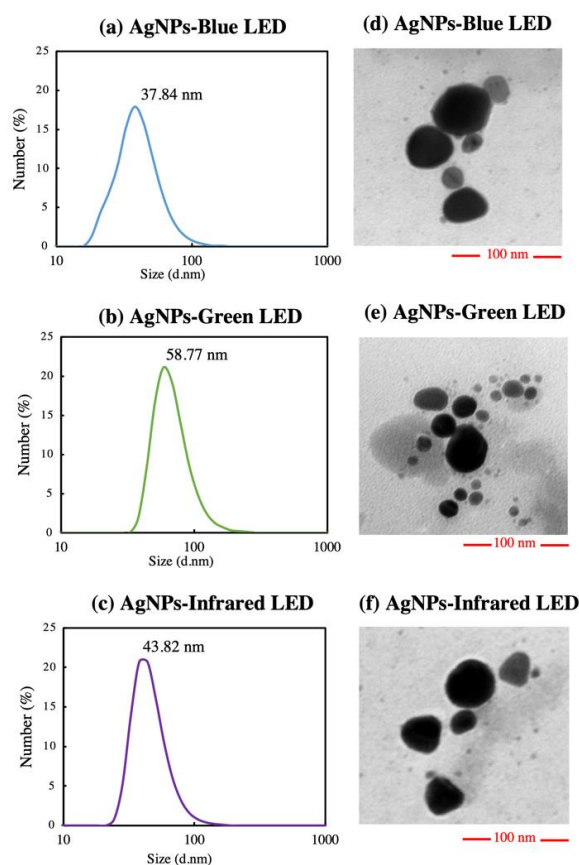 (a) AgNPs-Blue LED
37.84 nm
Number (%)
25
20
15
10
5
0
10 100 1000
Size (d.nm)
(d) AgNPs-Blue LED
100 nm
(b) AgNPs-Green LED
58.77 nm
Number (%)
25
20
15
10
5
0
10 100 1000
Size (d.nm)
(e) AgNPs-Green LED
100 nm
(c) AgNPs-Infrared LED
43.82 nm
Number (%)
25
20
15
10
5
0
10 100 1000
Size (d.nm)
(f) AgNPs-Infrared LED
100 nm